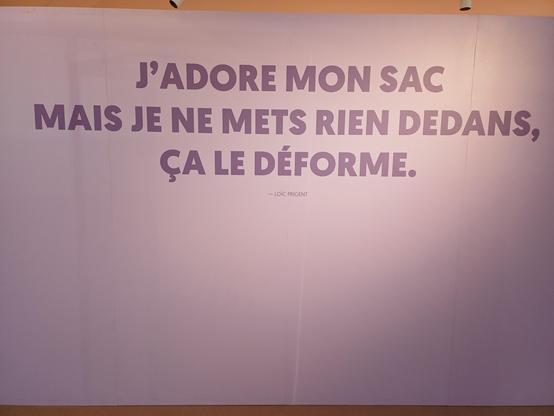 J’ADORE MON SAC
MAIS JE NE METS RIEN DEDANS,
ÇA LE DÉFORME.
— LOÏC PRIGENT